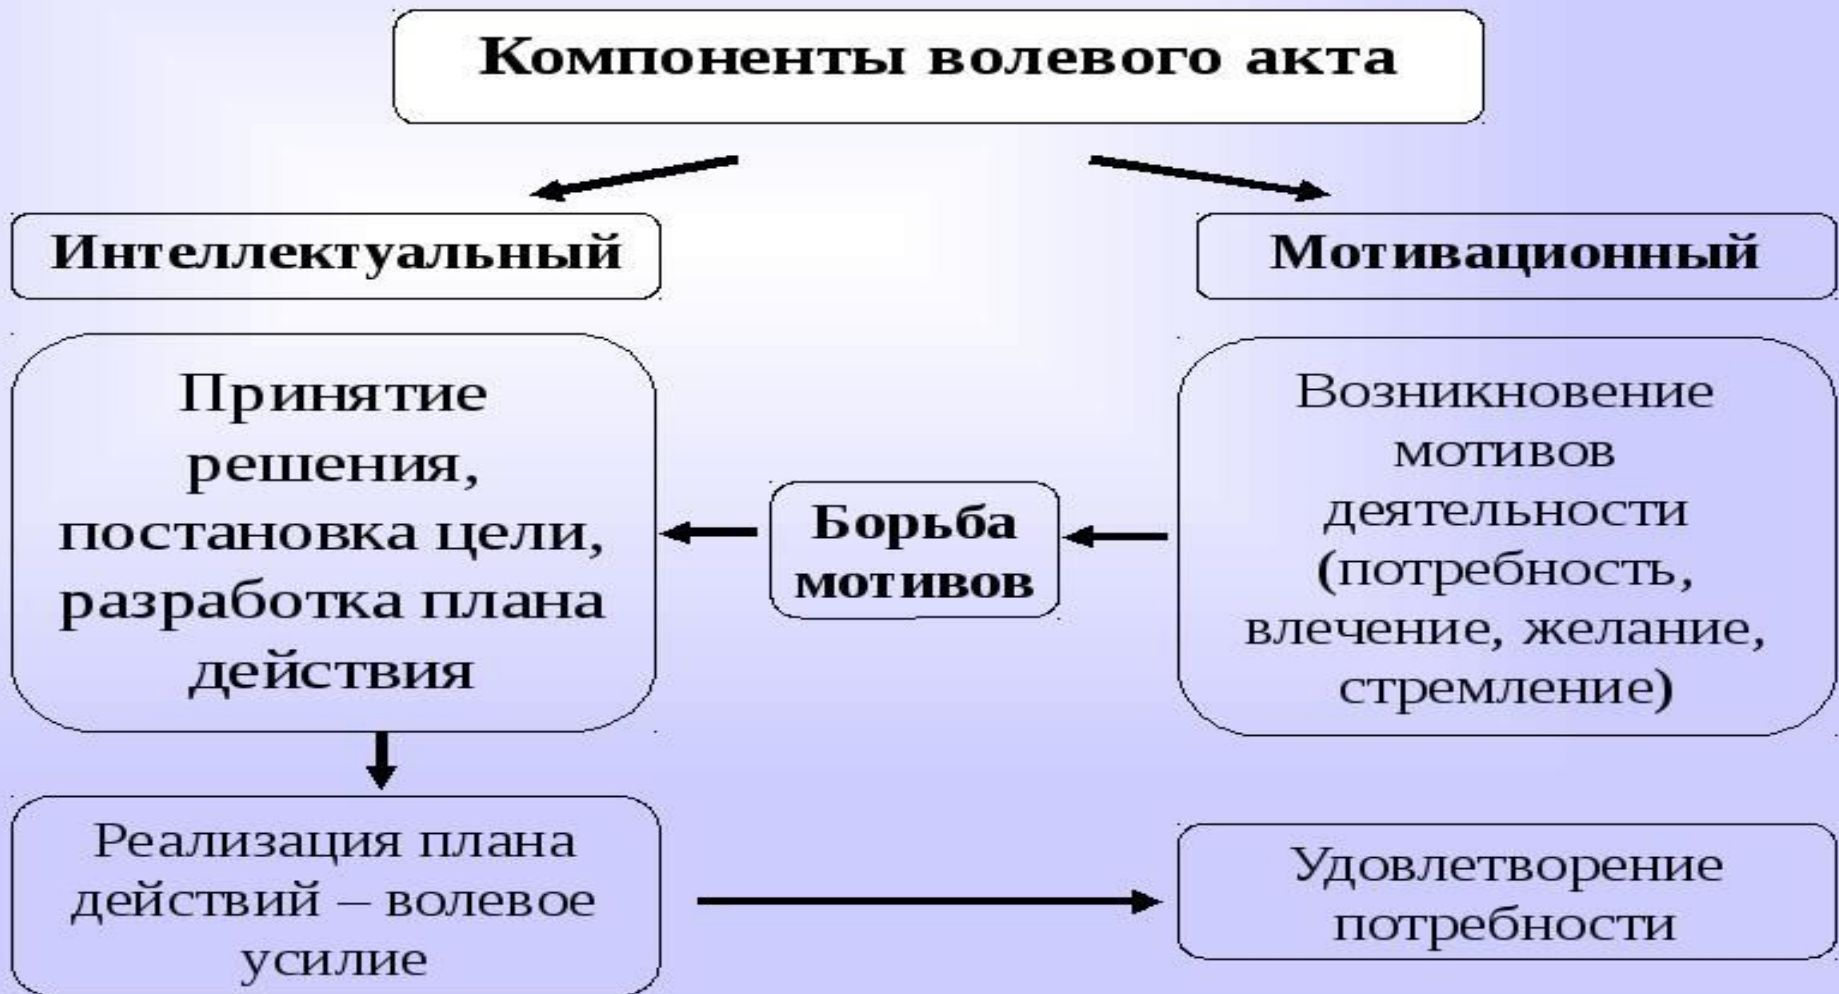 Компоненты волевого акта
Интеллектуальный
Мотивационный
Принятие
решения,
постановка цели,
разработка плана
действия
Борьба
мотивов
Возникновение
мотивов
деятельности
(потребность,
влечение, желание,
стремление)
Реализация плана
действий – волевое
усилие
Удовлетворение
потребности